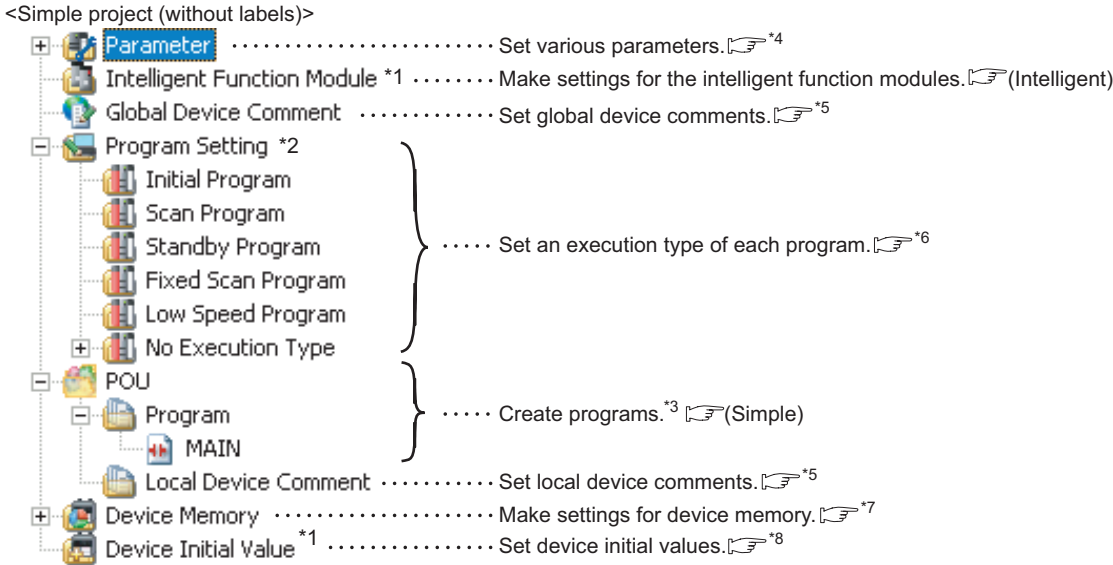 <Simple project (without labels)>
Parameter ························ Set various parameters. *4
Intelligent Function Module *1 ········ Make settings for the intelligent function modules. (Intelligent)
Global Device Comment ············· Set global device comments. *5
Program Setting *2
Initial Program
Scan Program
Standby Program ····· Set an execution type of each program. *6
Fixed Scan Program
Low Speed Program
No Execution Type
POU
Program ····· Create programs.*3 (Simple)
MAIN
Local Device Comment ··········· Set local device comments. *5
Device Memory ····················· Make settings for device memory. *7
Device Initial Value *1 ················ Set device initial values. *8